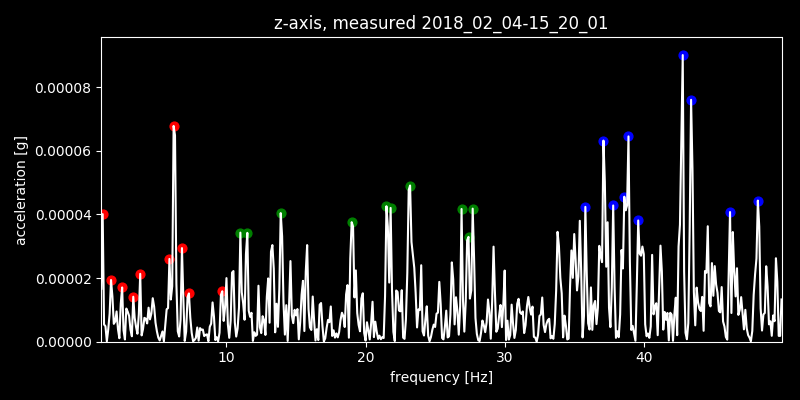 z-axis, measured 2018_02_04-15_20_01
acceleration [g]
0.00008
0.00006
0.00004
0.00002
0.00000
10 20 30 40
frequency [Hz]